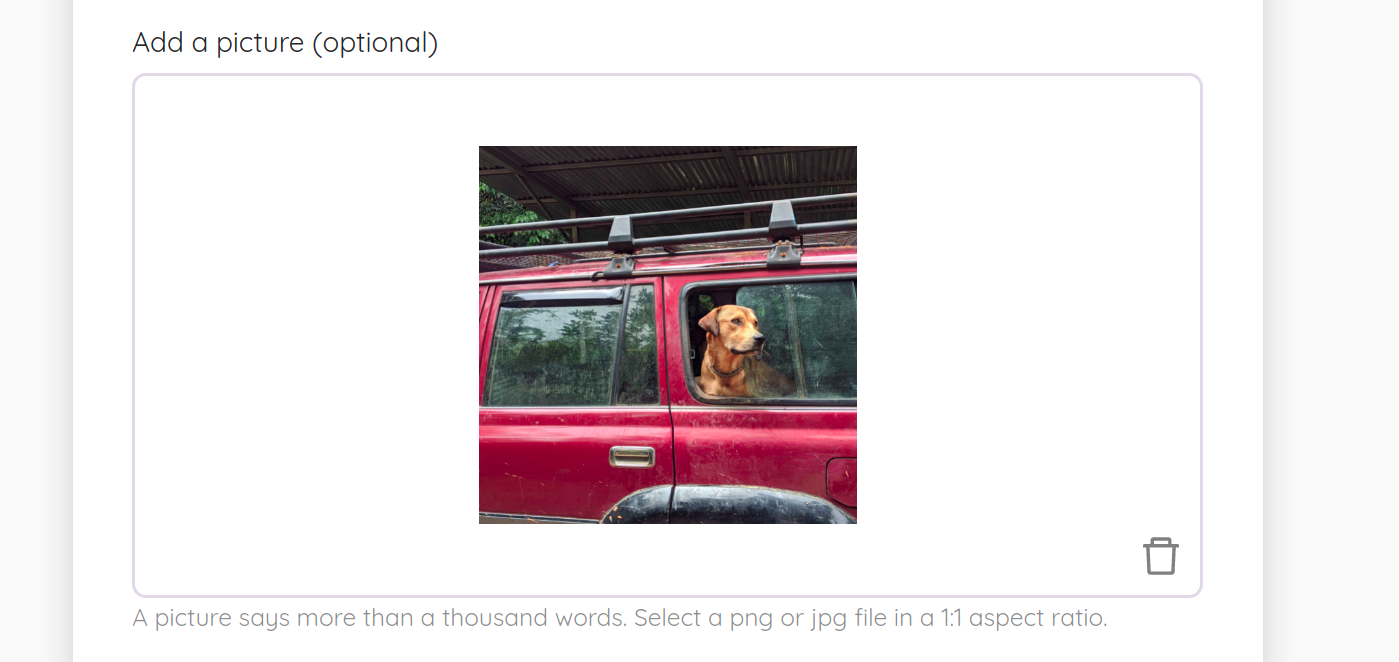 Add a picture (optional)
A picture says more than a thousand words. Select a png or jpg file in a 1:1 aspect ratio.